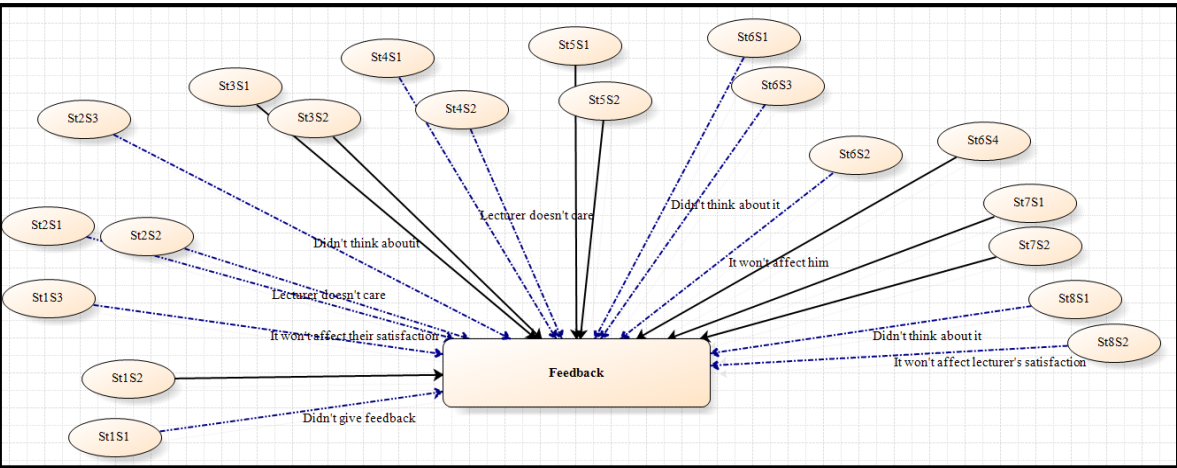 St6S1
St5S1
St4S1
St3S1
St6S3
St5S2
St4S2
St3S2
St2S3
St6S4
St6S2
St7S1
Didn't think about it
Lecturer doesn't care
St2S1
St2S2
Didn't think aboutit
St7S2
It won't affect him
Lecturer doesn't care
St1S3
St8S1
It won't affect their satisfaction
Didn't think about it
St8S2
It won't affect lecturer's satisfaction
Feedback
St1S2
Didn't give feedback
St1S1